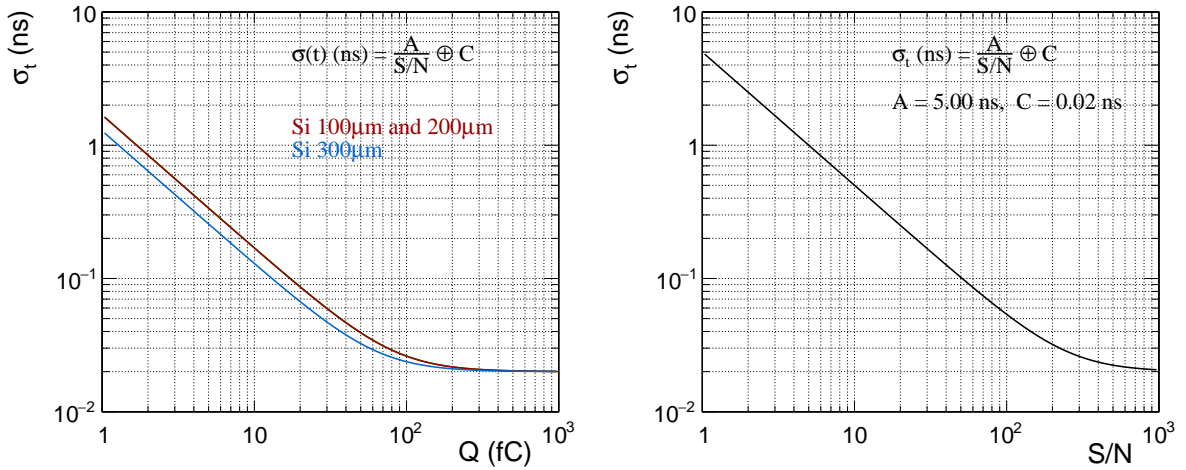 σₜ (ns)
10
1
10⁻¹
10⁻²
σ(t) (ns) = A/S/N ⊕ C
Si 100μm and 200μm
Si 300μm
1 10 10² 10³
Q (fC)
σₜ (ns)
10
1
10⁻¹
10⁻²
σₜ (ns) = A/S/N ⊕ C
A = 5.00 ns, C = 0.02 ns
1 10 10² 10³
S/N